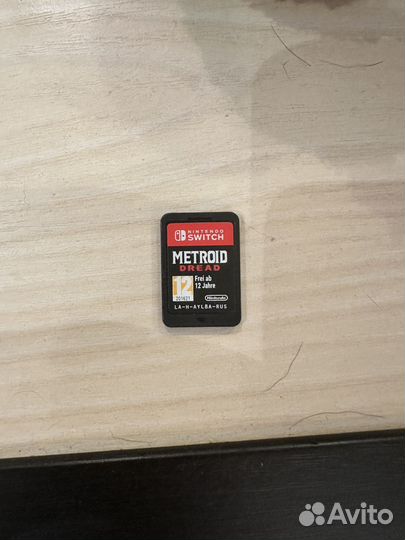 NINTENDO
SWITCH
METROID
DREAD
12
Frei ab
12 Jahre
Nintendo
LA-H-AYLBA-RUS
Avito